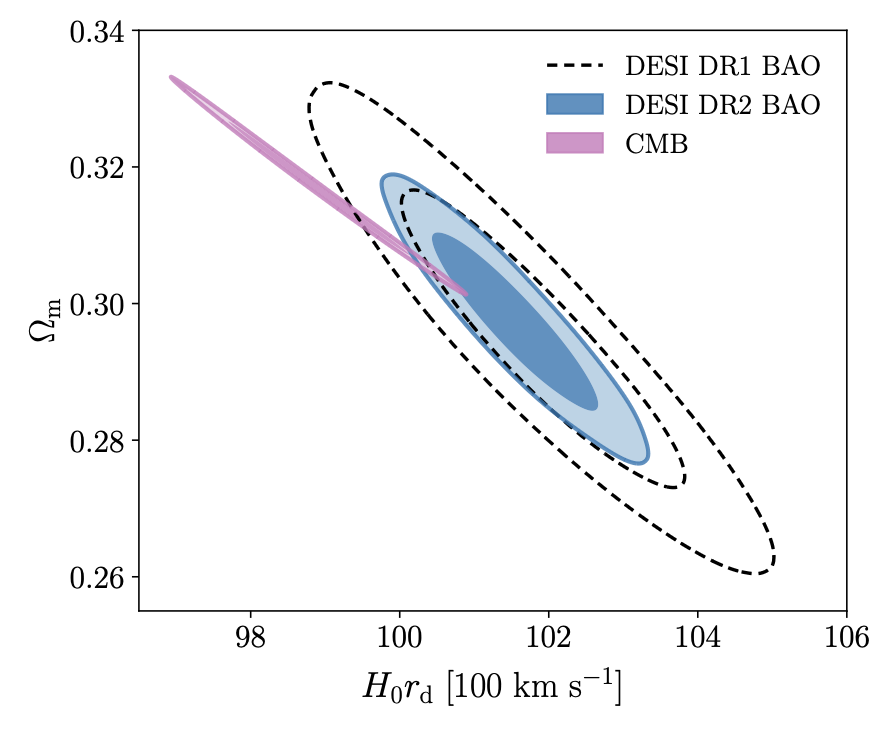 0.34
0.32
0.30
0.28
0.26
Ωm
DESI DR1 BAO
DESI DR2 BAO
CMB
98 100 102 104 106
H₀r_d [100 km s⁻¹]